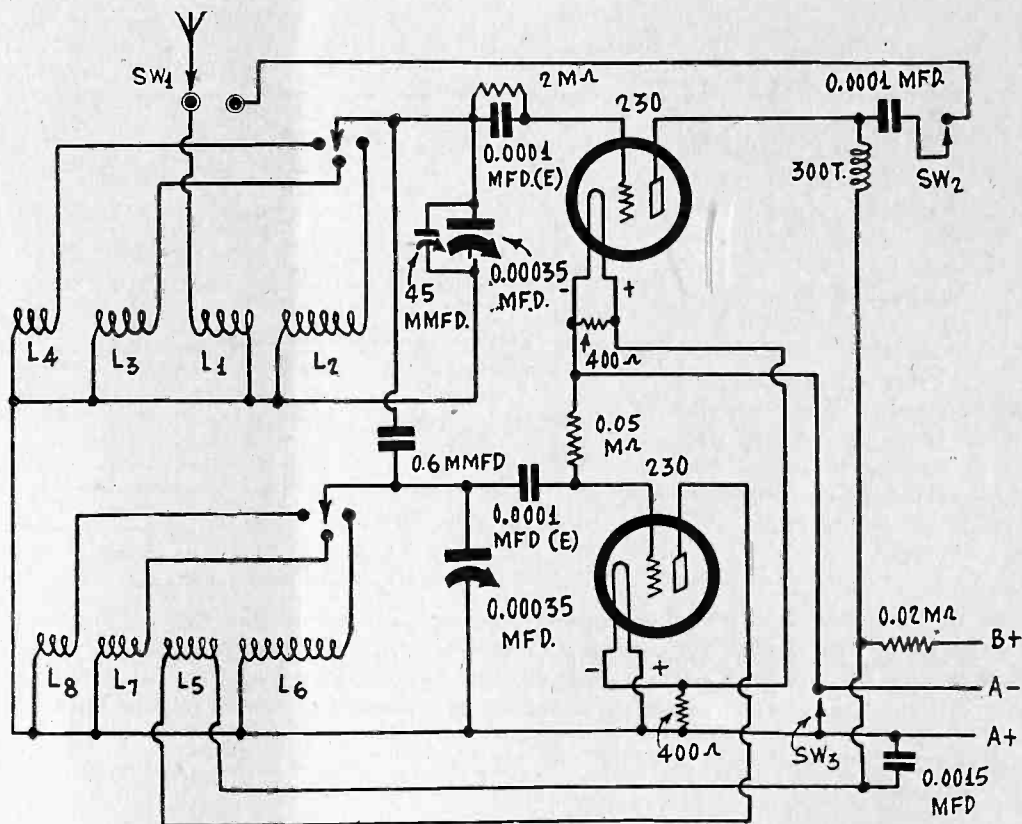 SW1
2 MΩ
230
0.0001 MFD.
0.0001
MFD.(E)
300T.
SW2
45
MMFD.
0.00035
MFD.
-
+
400Ω
L4
L3
L1
L2
0.05
MΩ
0.6 MMFD
230
0.0001
MFD (E)
0.00035
MFD.
0.02MΩ
B+
-
+
A-
L8
L7
L5
L6
400Ω
SW3
A+
0.0015
MFD